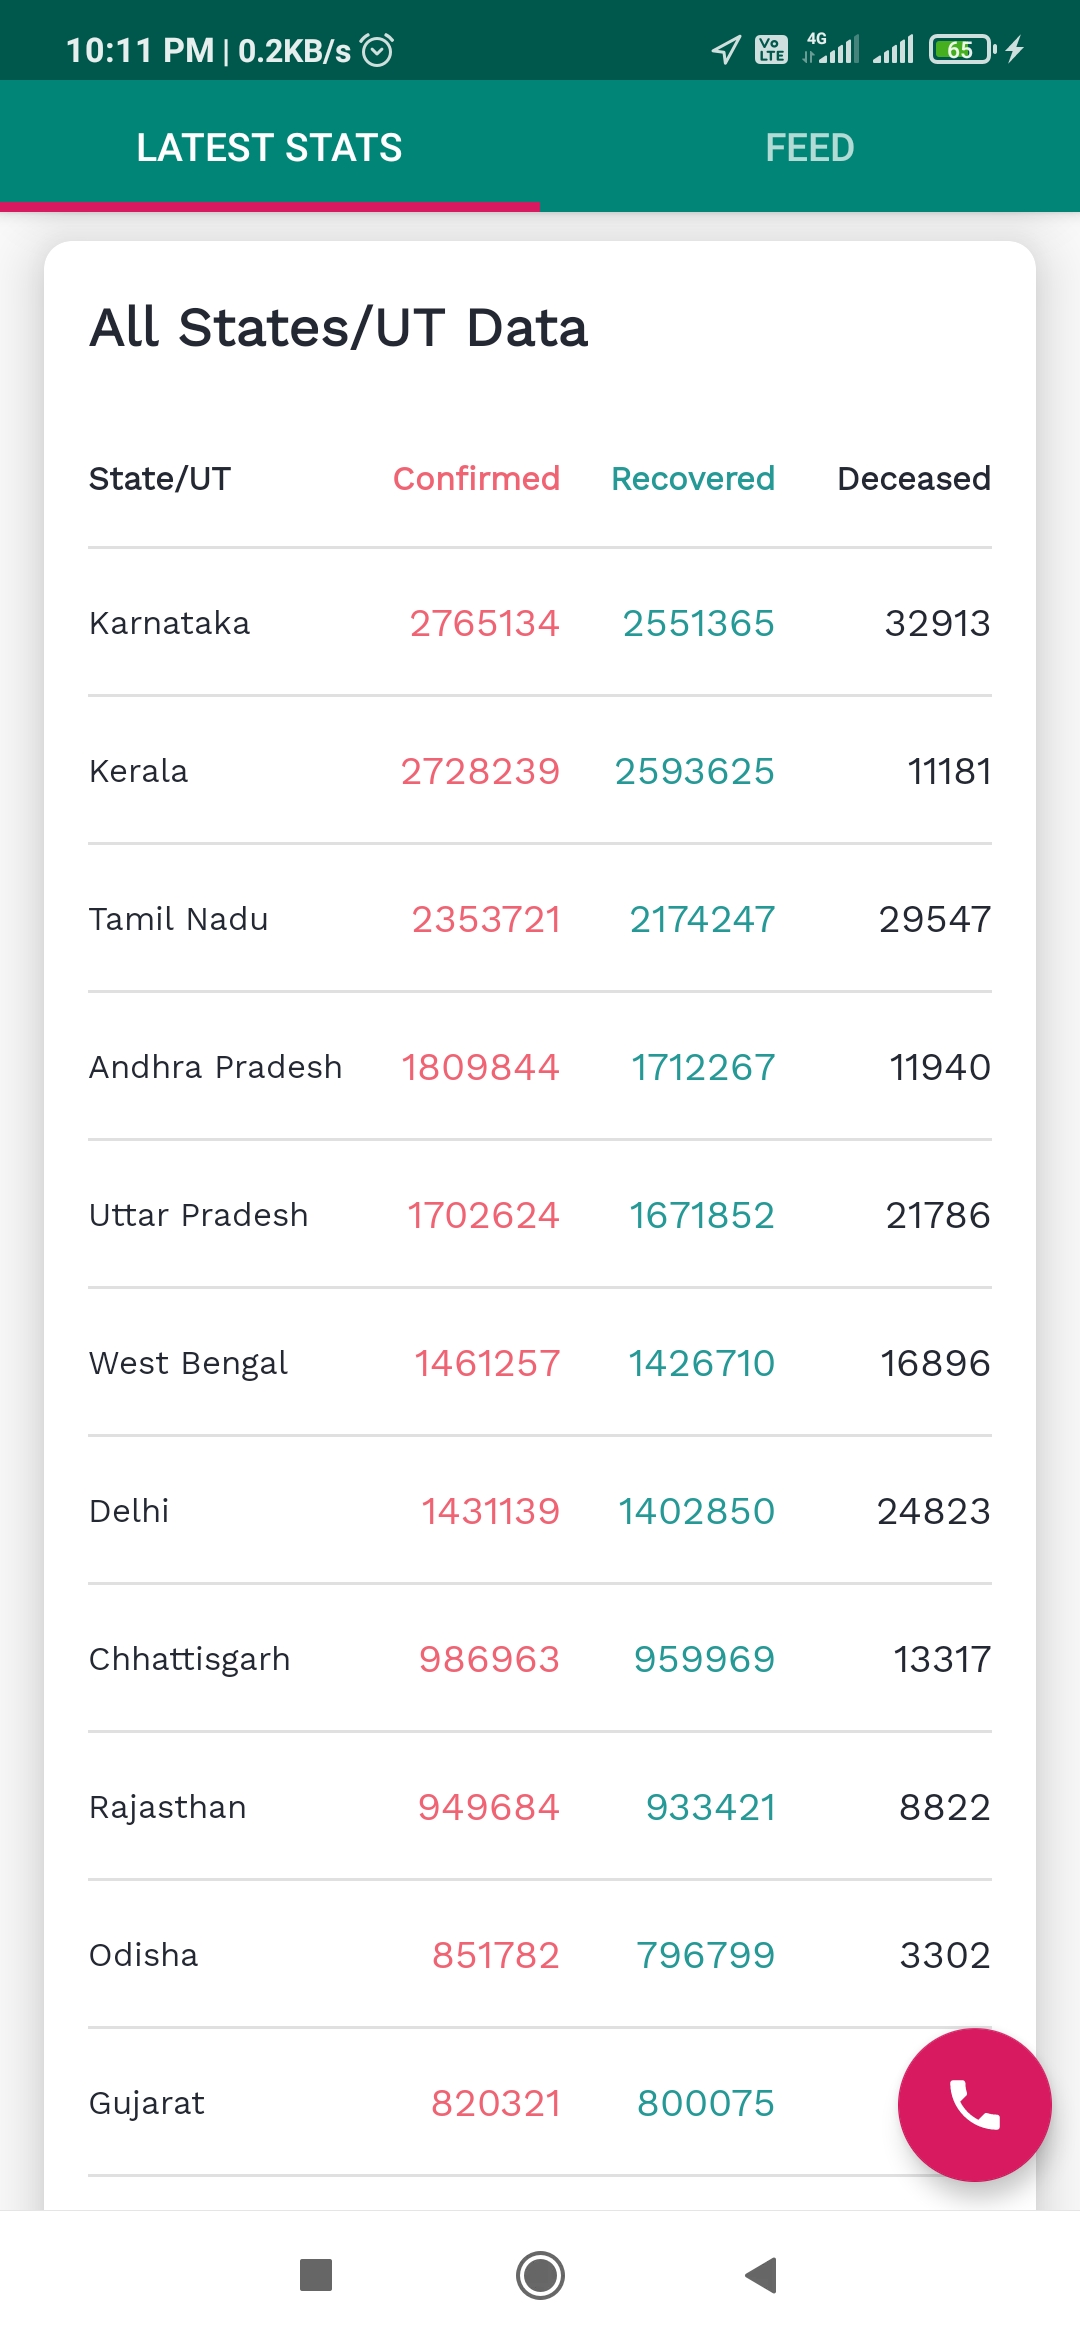 10:11 PM | 0.2KB/s Vo LTE 4G 65
LATEST STATS FEED
All States/UT Data
State/UT Confirmed Recovered Deceased
Karnataka 2765134 2551365 32913
Kerala 2728239 2593625 11181
Tamil Nadu 2353721 2174247 29547
Andhra Pradesh 1809844 1712267 11940
Uttar Pradesh 1702624 1671852 21786
West Bengal 1461257 1426710 16896
Delhi 1431139 1402850 24823
Chhattisgarh 986963 959969 13317
Rajasthan 949684 933421 8822
Odisha 851782 796799 3302
Gujarat 820321 800075